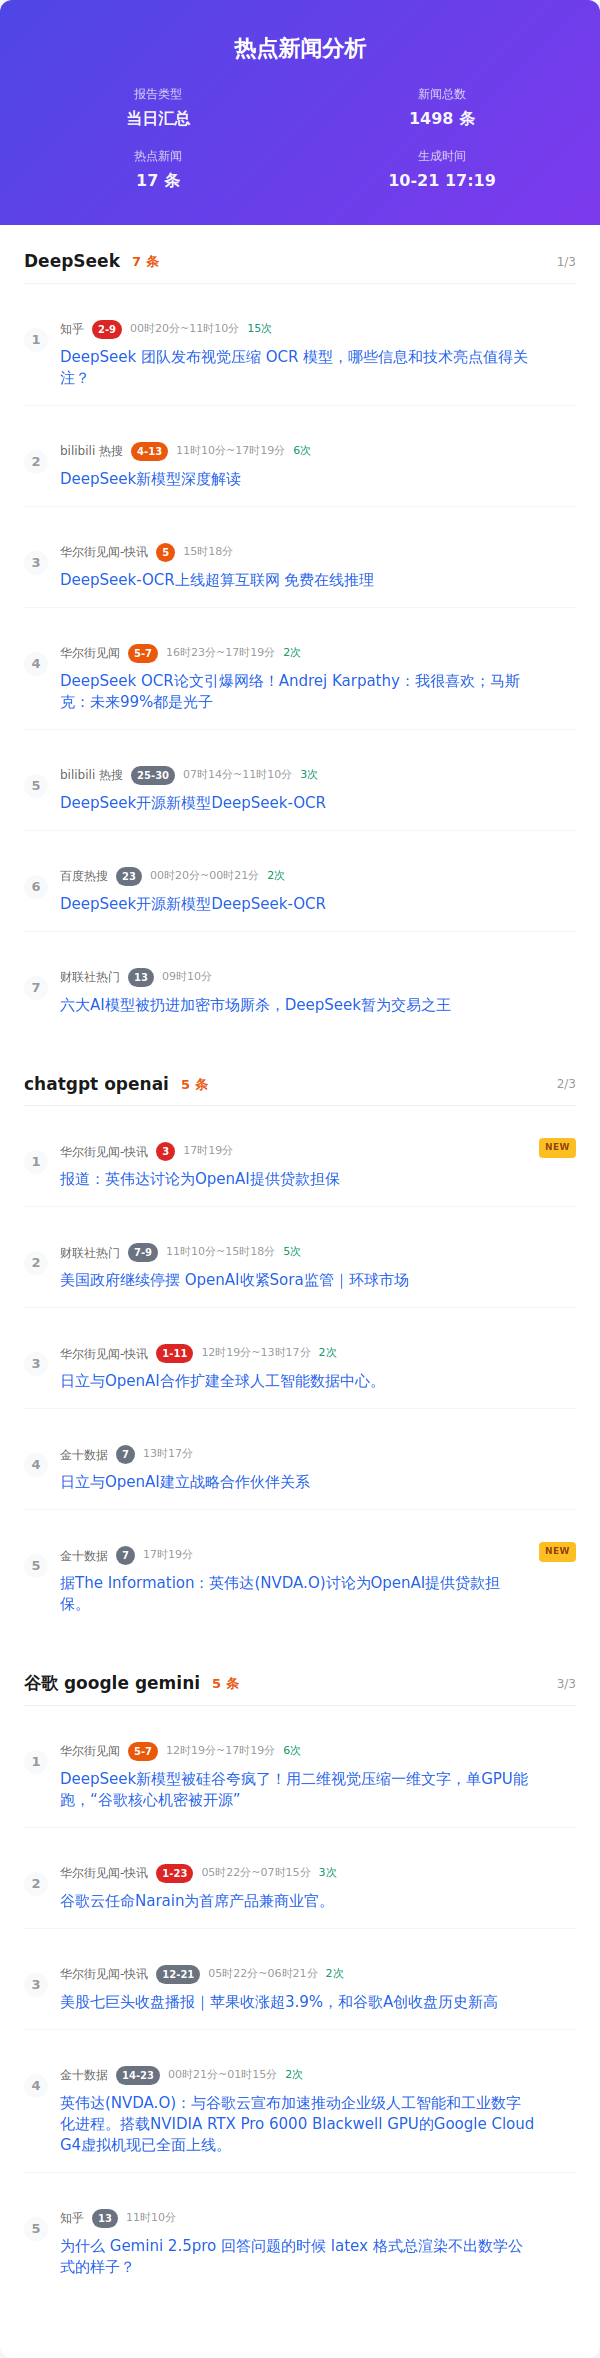 热点新闻分析
报告类型
新闻总数
当日汇总
1498 条
热点新闻
生成时间
17 条
10-21 17:19
DeepSeek 7 条 1/3
1 知乎 2-9 00时20分~11时10分 15次
DeepSeek 团队发布视觉压缩 OCR 模型，哪些信息和技术亮点值得关
注？
2 bilibili 热搜 4-13 11时10分~17时19分 6次
DeepSeek新模型深度解读
3 华尔街见闻-快讯 5 15时18分
DeepSeek-OCR上线超算互联网 免费在线推理
4 华尔街见闻 5-7 16时23分~17时19分 2次
DeepSeek OCR论文引爆网络！Andrej Karpathy：我很喜欢；马斯
克：未来99%都是光子
5 bilibili 热搜 25-30 07时14分~11时10分 3次
DeepSeek开源新模型DeepSeek-OCR
6 百度热搜 23 00时20分~00时21分 2次
DeepSeek开源新模型DeepSeek-OCR
7 财联社热门 13 09时10分
六大AI模型被扔进加密市场厮杀，DeepSeek暂为交易之王
chatgpt openai 5 条 2/3
1 华尔街见闻-快讯 3 17时19分 NEW
报道：英伟达讨论为OpenAI提供贷款担保
2 财联社热门 7-9 11时10分~15时18分 5次
美国政府继续停摆 OpenAI收紧Sora监管｜环球市场
3 华尔街见闻-快讯 1-11 12时19分~13时17分 2次
日立与OpenAI合作扩建全球人工智能数据中心。
4 金十数据 7 13时17分
日立与OpenAI建立战略合作伙伴关系
5 金十数据 7 17时19分 NEW
据The Information：英伟达(NVDA.O)讨论为OpenAI提供贷款担
保。
谷歌 google gemini 5 条 3/3
1 华尔街见闻 5-7 12时19分~17时19分 6次
DeepSeek新模型被硅谷夸疯了！用二维视觉压缩一维文字，单GPU能
跑，“谷歌核心机密被开源”
2 华尔街见闻-快讯 1-23 05时22分~07时15分 3次
谷歌云任命Narain为首席产品兼商业官。
3 华尔街见闻-快讯 12-21 05时22分~06时21分 2次
美股七巨头收盘播报｜苹果收涨超3.9%，和谷歌A创收盘历史新高
4 金十数据 14-23 00时21分~01时15分 2次
英伟达(NVDA.O)：与谷歌云宣布加速推动企业级人工智能和工业数字
化进程。搭载NVIDIA RTX Pro 6000 Blackwell GPU的Google Cloud
G4虚拟机现已全面上线。
5 知乎 13 11时10分
为什么 Gemini 2.5pro 回答问题的时候 latex 格式总渲染不出数学公
式的样子？